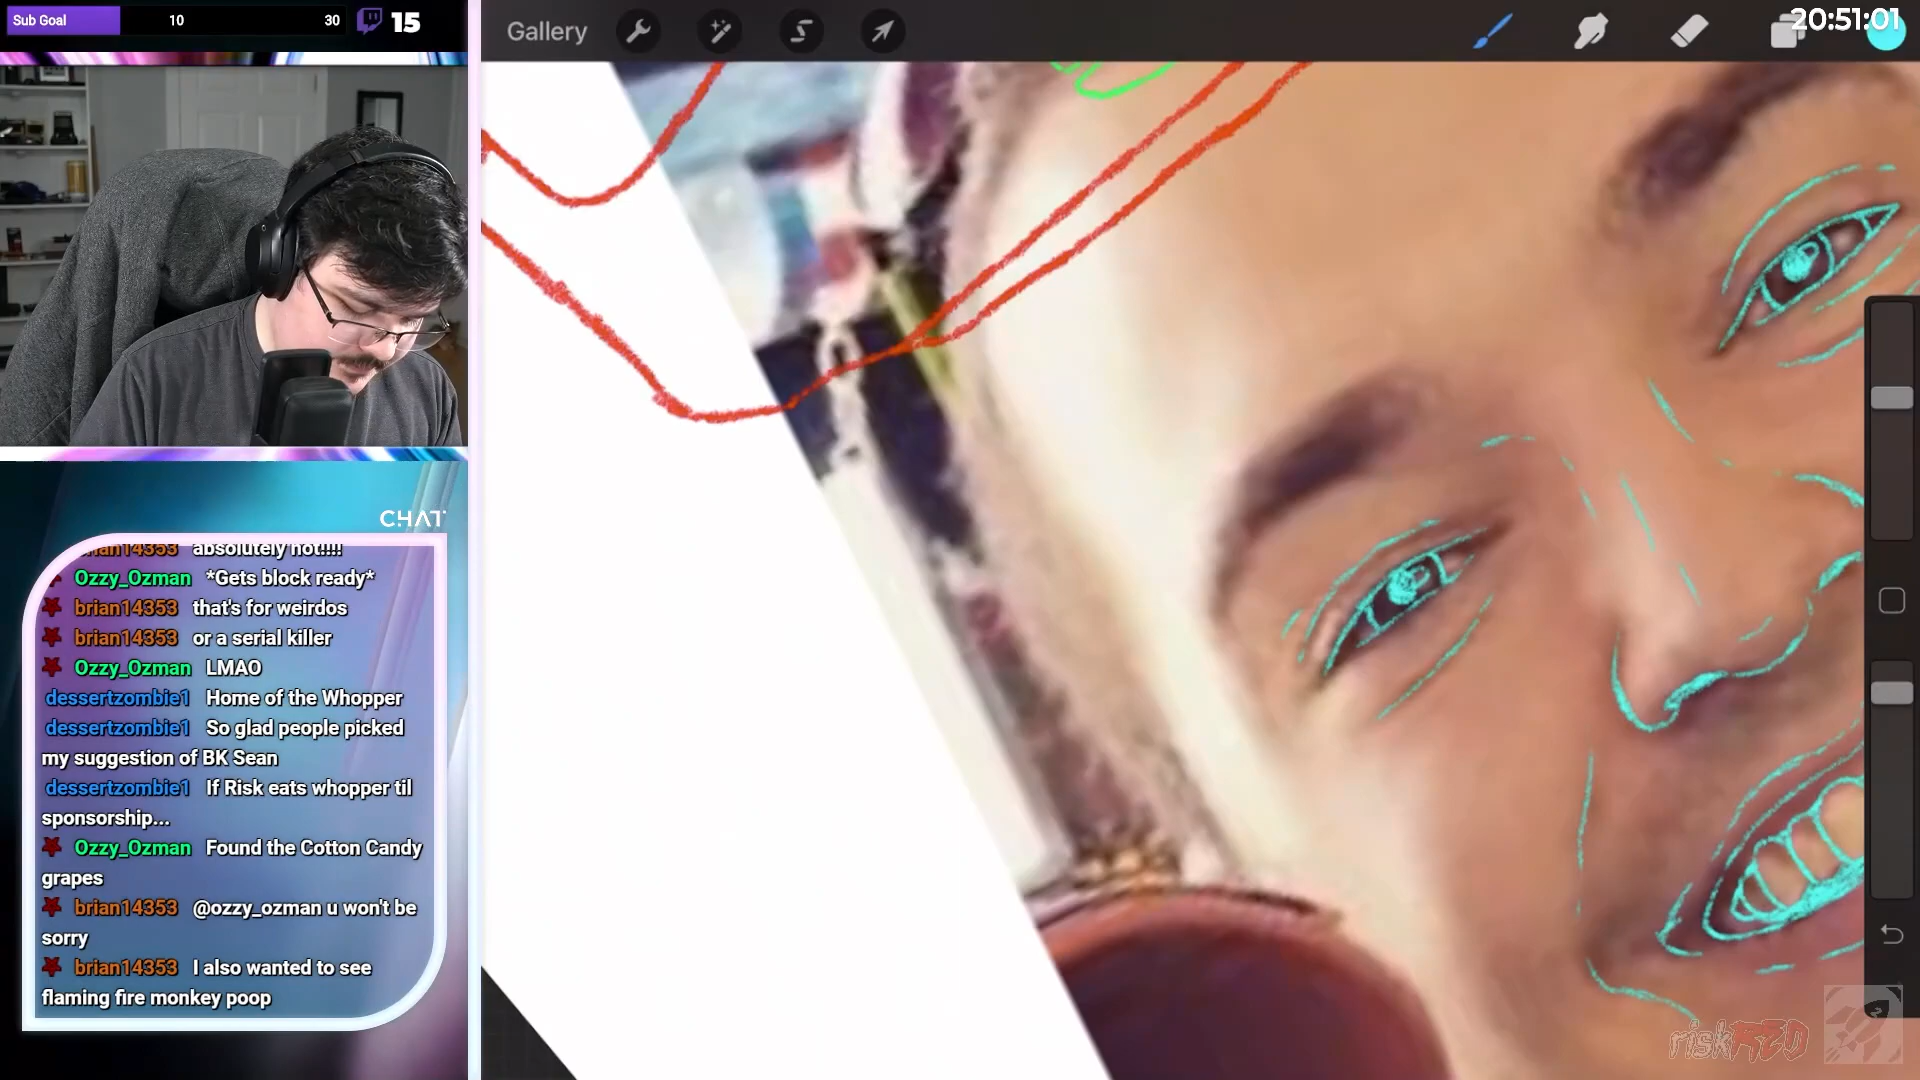 Sub Goal 10 30 15
Gallery
20:51:01
CHAT
brian14353 absolutely not!!!!
Ozzy_Ozman *Gets block ready*
brian14353 that's for weirdos
brian14353 or a serial killer
Ozzy_Ozman LMAO
dessertzombie1 Home of the Whopper
dessertzombie1 So glad people picked
my suggestion of BK Sean
dessertzombie1 If Risk eats whopper til
sponsorship...
Ozzy_Ozman Found the Cotton Candy
grapes
brian14353 @ozzy_ozman u won't be
sorry
brian14353 I also wanted to see
flaming fire monkey poop
riskRED